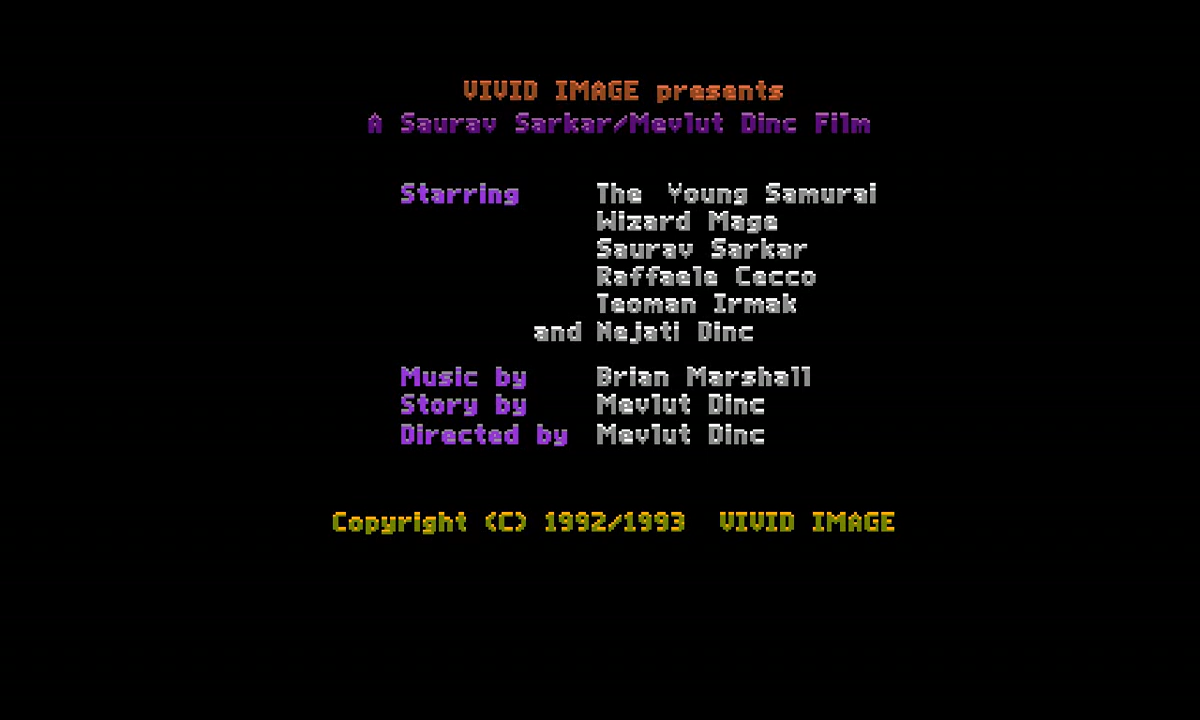 VIVID IMAGE presents
A Saurav Sarkar/Mevlut Dinc Film
Starring The Young Samurai
Wizard Mage
Saurav Sarkar
Raffaele Cecco
Teoman Irmak
and Nejati Dinc
Music by Brian Marshall
Story by Mevlut Dinc
Directed by Mevlut Dinc
Copyright (C) 1992/1993 VIVID IMAGE